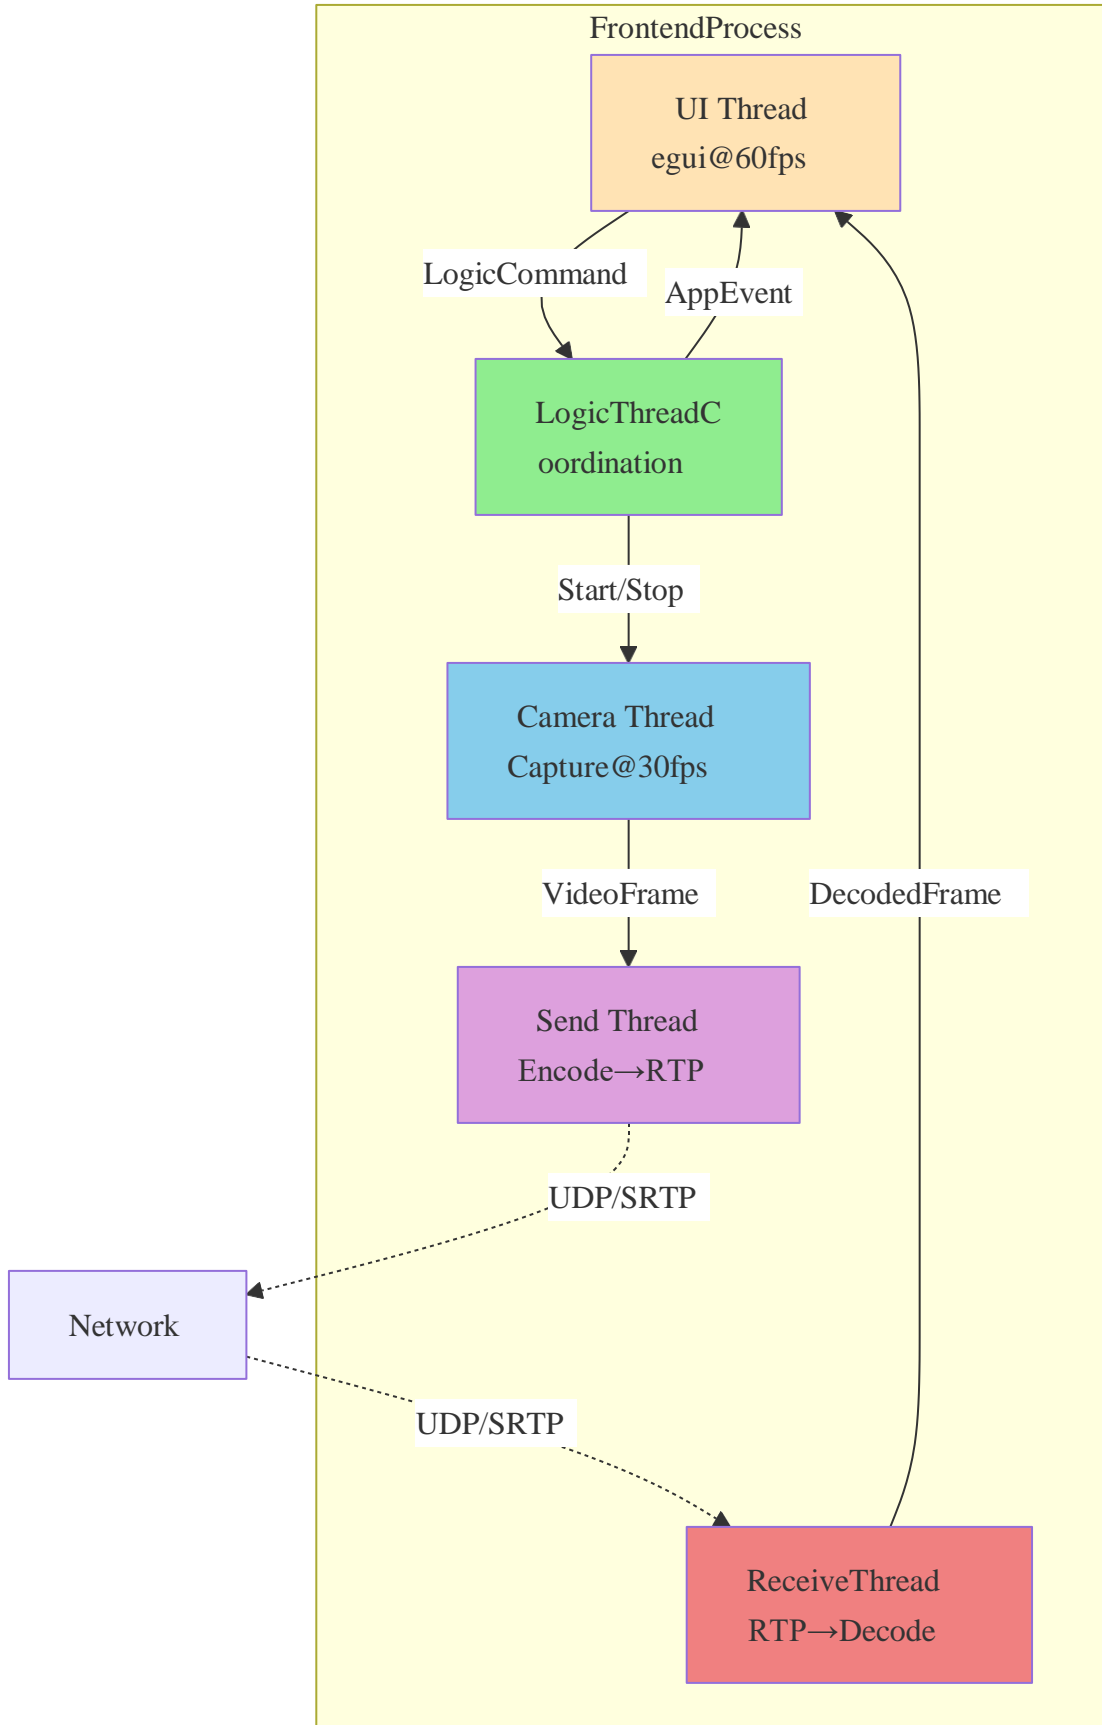 FrontendProcess
UI Thread
egui@60fps
LogicCommand
AppEvent
LogicThreadC
oordination
Start/Stop
Camera Thread
Capture@30fps
VideoFrame
DecodedFrame
Send Thread
Encode→RTP
UDP/SRTP
Network
UDP/SRTP
ReceiveThread
RTP→Decode